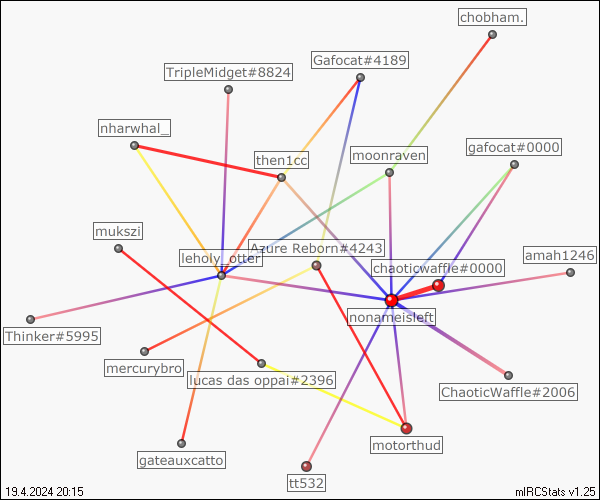 chobham.
Gafocat#4189
TripleMidget#8824
nharwhal_
gafocat#0000
moonraven
then1cc
mukszi
Azure Reborn#4243
amah1246
leholy_otter
chaoticwaffle#0000
nonameisleft
Thinker#5995
mercurybro
lucas das oppai#2396
ChaoticWaffle#2006
motorthud
gateauxcatto
tt532
19.4.2024 20:15
mIRCStats v1.25